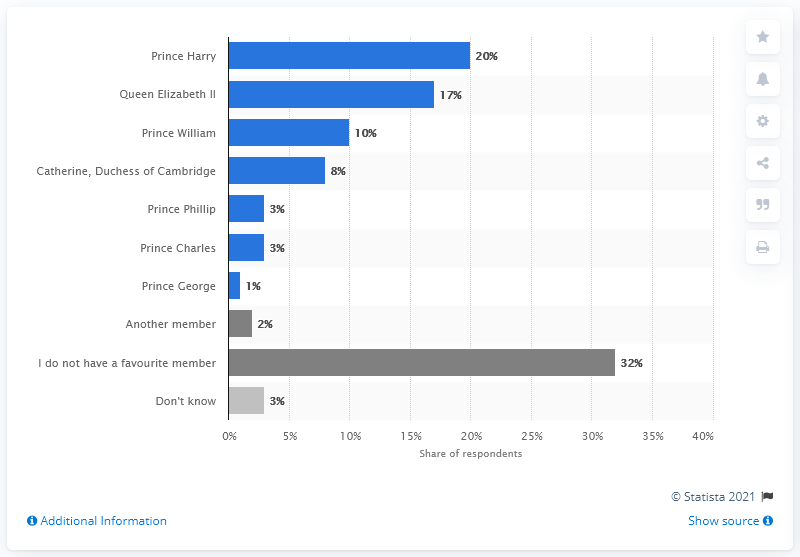 Prince Harry 20%
Queen Elizabeth II 17%
Prince William 10%
Catherine, Duchess of Cambridge 8%
Prince Phillip 3%
Prince Charles 3%
Prince George 1%
Another member 2%
I do not have a favourite member 32%
Don't know 3%
0% 5% 10% 15% 20% 25% 30% 35% 40%
Share of respondents
© Statista 2021
Additional Information Show source